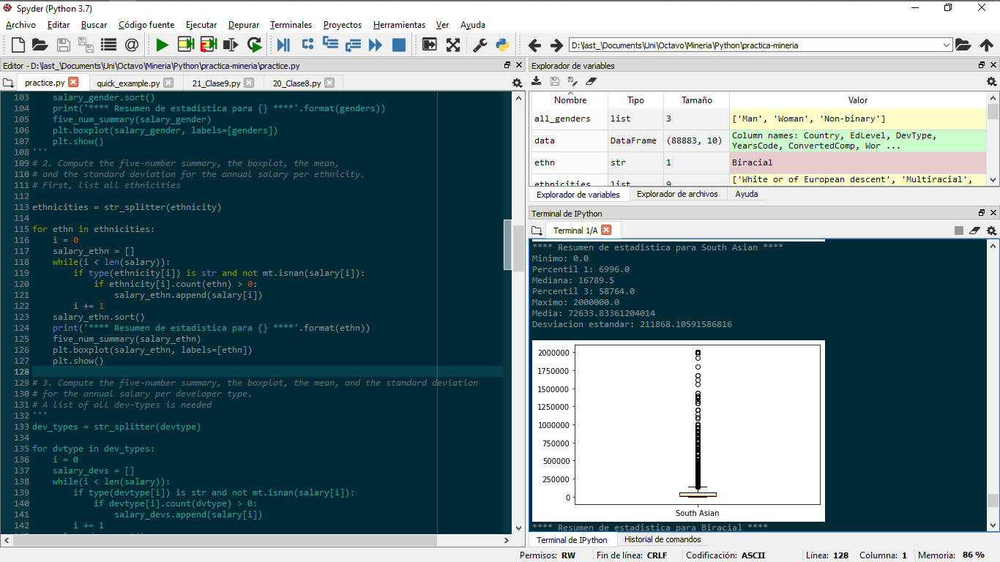 Spyder (Python 3.7)
Archivo Editar Buscar Código fuente Ejecutar Depurar Terminales Proyectos Herramientas Ver Ayuda
D:\last_\Documents\Uni\Octavo\Mineria\Python\practica-mineria
Editor - D:\last_\Documents\Uni\Octavo\Mineria\Python\practica-mineria\practice.py
practice.py quick_example.py 21_Clase9.py 20_Clase8.py
103     salary_gender.sort()
104     print('**** Resumen de estadistica para {} ****'.format(genders))
105     five_num_summary(salary_gender)
106     plt.boxplot(salary_gender, labels=[genders])
107     plt.show()
108 '''
109 # 2. Compute the five-number summary, the boxplot, the mean,
110 # and the standard deviation for the annual salary per ethnicity.
111 # First, list all ethnicities
112
113 ethnicities = str_splitter(ethnicity)
114
115 for ethn in ethnicities:
116     i = 0
117     salary_ethn = []
118     while(i < len(salary)):
119         if type(ethnicity[i]) is str and not mt.isnan(salary[i]):
120             if ethnicity[i].count(ethn) > 0:
121                 salary_ethn.append(salary[i])
122         i += 1
123     salary_ethn.sort()
124     print('**** Resumen de estadistica para {} ****'.format(ethn))
125     five_num_summary(salary_ethn)
126     plt.boxplot(salary_ethn, labels=[ethn])
127     plt.show()
128
129 # 3. Compute the five-number summary, the boxplot, the mean, and the standard deviation
130 # for the annual salary per developer type.
131 # A list of all dev-types is needed
132 '''
133 dev_types = str_splitter(devtype)
134
135 for dvtype in dev_types:
136     i = 0
137     salary_devs = []
138     while(i < len(salary)):
139         if type(devtype[i]) is str and not mt.isnan(salary[i]):
140             if devtype[i].count(dvtype) > 0:
141                 salary_devs.append(salary[i])
142         i += 1
Explorador de variables
Nombre Tipo Tamaño Valor
all_genders list 3 ['Man', 'Woman', 'Non-binary']
data DataFrame (88883, 10) Column names: Country, EdLevel, DevType,
YearsCode, ConvertedComp, Wor ...
ethn str 1 Biracial
ethnicities list 9 ['White or of European descent', 'Multiracial',
Explorador de variables Explorador de archivos Ayuda
Terminal de IPython
Terminal 1/A
**** Resumen de estadistica para South Asian ****
Minimo: 0.0
Percentil 1: 6996.0
Mediana: 16789.5
Percentil 3: 58764.0
Maximo: 2000000.0
Media: 72633.83361204014
Desviacion estandar: 211868.10591586816
2000000
1750000
1500000
1250000
1000000
750000
500000
250000
0
South Asian
**** Resumen de estadistica para Biracial ****
Terminal de IPython Historial de comandos
Permisos: RW Fin de línea: CRLF Codificación: ASCII Línea: 128 Columna: 1 Memoria: 86 %